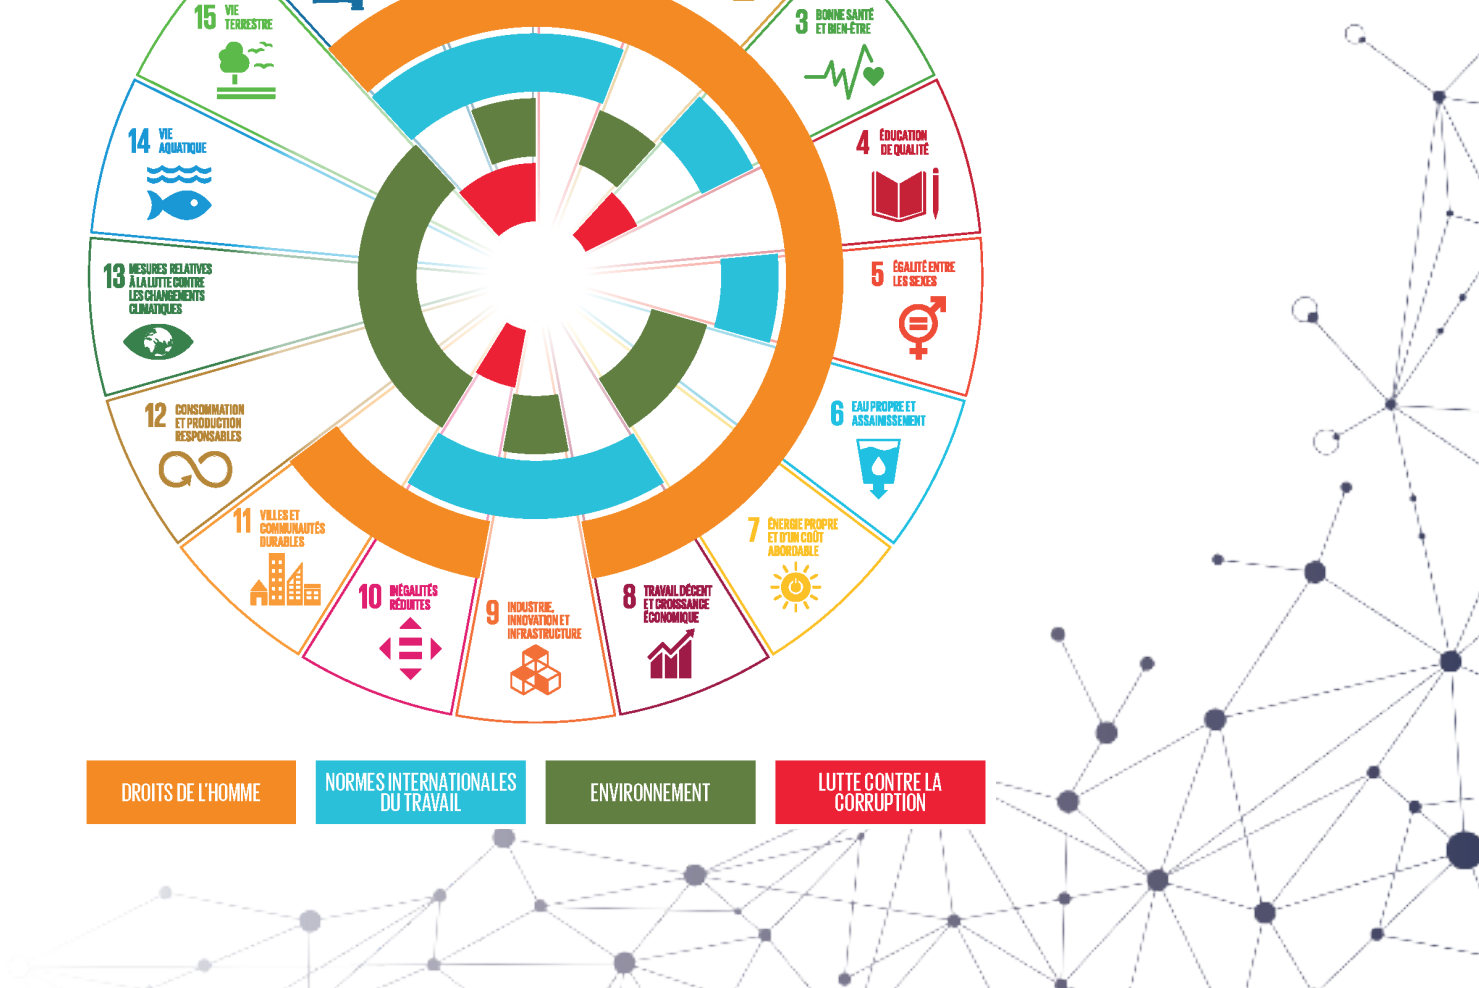 15 VIE
TERRESTRE
3 BONNE SANTÉ
ET BIEN-ÊTRE
14 VIE
AQUATIQUE
4 ÉDUCATION
DE QUALITÉ
13 MESURES RELATIVES
À LA LUTTE CONTRE
LES CHANGEMENTS
CLIMATIQUES
5 ÉGALITÉ ENTRE
LES SEXES
12 CONSOMMATION
ET PRODUCTION
RESPONSABLES
6 EAU PROPRE ET
ASSAINISSEMENT
11 VILLES ET
COMMUNAUTÉS
DURABLES
7 ÉNERGIE PROPRE
ET D'UN COÛT
ABORDABLE
10 INÉGALITÉS
RÉDUITES
9 INDUSTRIE,
INNOVATION ET
INFRASTRUCTURE
8 TRAVAIL DÉCENT
ET CROISSANCE
ÉCONOMIQUE
DROITS DE L'HOMME
NORMES INTERNATIONALES
DU TRAVAIL
ENVIRONNEMENT
LUTTE CONTRE LA
CORRUPTION